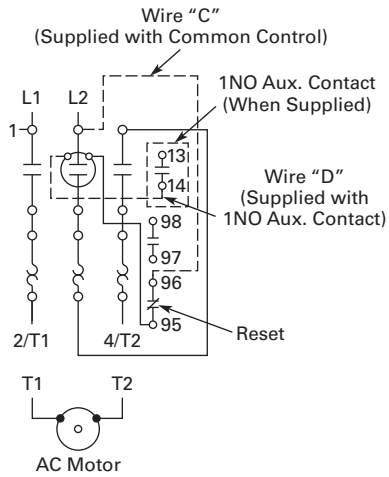 Wire “C”
(Supplied with Common Control)
1NO Aux. Contact
(When Supplied)
L1 L2
1
13
14
Wire “D”
(Supplied with
1NO Aux. Contact)
98
97
96
95
Reset
2/T1 4/T2
T1 T2
AC Motor